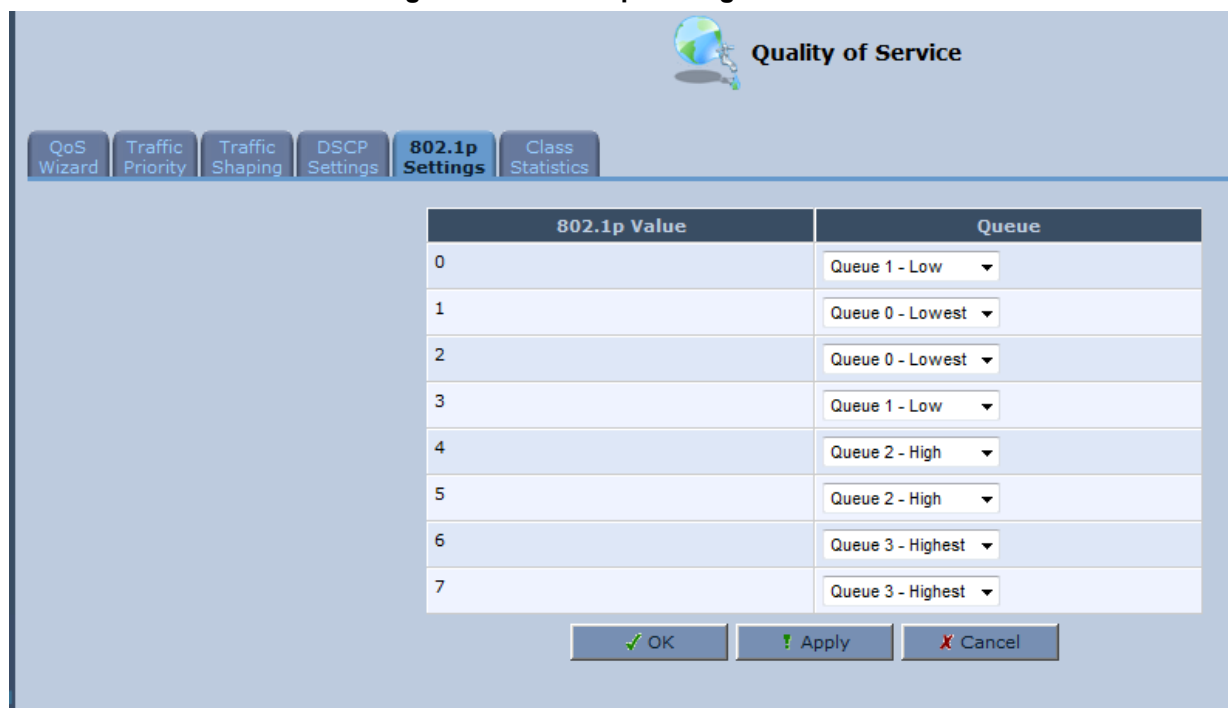 Quality of Service
QoS Wizard
Traffic Priority
Traffic Shaping
DSCP Settings
802.1p Settings
Class Statistics
802.1p Value Queue
0 Queue 1 - Low
1 Queue 0 - Lowest
2 Queue 0 - Lowest
3 Queue 1 - Low
4 Queue 2 - High
5 Queue 2 - High
6 Queue 3 - Highest
7 Queue 3 - Highest
OK Apply Cancel